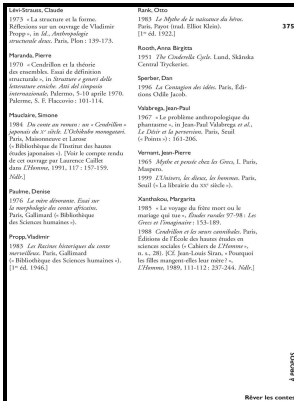 Lévi-Strauss, Claude
1973 « La structure et la forme.
Réflexions sur un ouvrage de Vladimir
Propp », in Id., Anthropologie
structurale deux. Paris, Plon : 139-173.
Maranda, Pierre
1970 « Cendrillon et la théorie
des ensembles. Essai de définition
structurale », in Strutture e generi delle
letterature etniche. Atti del simposio
internazionale, Palermo, 5-10 aprile 1970.
Palerme, S. F. Flaccovio : 101-114.
Mauclaire, Simone
1984 Du conte au roman : un « Cendrillon »
japonais du Xe siècle. L'Ochikubo monogatari.
Paris, Maisonneuve et Larose
(« Bibliothèque de l'Institut des hautes
études japonaises »). [Voir le compte rendu
de cet ouvrage par Laurence Caillet
dans L'Homme, 1991, 117 : 157-159.
Ndlr.]
Paulme, Denise
1976 La mère dévorante. Essai sur
la morphologie des contes africains.
Paris, Gallimard (« Bibliothèque
des Sciences humaines »).
Propp, Vladimir
1983 Les Racines historiques du conte
merveilleux. Paris, Gallimard
(« Bibliothèque des Sciences humaines »).
[1re éd. 1946.]
Rank, Otto
1983 Le Mythe de la naissance du héros.
Paris, Payot (trad. Elliot Klein).
[1re éd. 1922.]
Rooth, Anna Birgitta
1951 The Cinderella Cycle. Lund, Skånska
Central Tryckeriet.
Sperber, Dan
1996 La Contagion des idées. Paris, Édi-
tions Odile Jacob.
Valabrega, Jean-Paul
1967 « Le problème anthropologique du
phantasme », in Jean-Paul Valabrega et al.,
Le Désir et la perversion. Paris, Seuil
(« Points ») : 161-206.
Vernant, Jean-Pierre
1965 Mythe et pensée chez les Grecs, I. Paris,
Maspero.
1999 L'Univers, les dieux, les hommes. Paris,
Seuil (« La librairie du XXe siècle »).
Xanthakou, Margarita
1985 « Le voyage du frère mort ou le
mariage qui tue », Études rurales 97-98 : Les
Grecs et l'imaginaire : 153-189.
1988 Cendrillon et les sœurs cannibales. Paris,
Éditions de l'École des hautes études en
sciences sociales (« Cahiers de L'Homme »,
n. s., 28). [Cf. Jean-Louis Siran, « Pourquoi
les filles mangent-elles leur mère ? »,
L'Homme, 1989, 111-112 : 237-244. Ndlr.]
375
À PROPOS
Rêver les contes